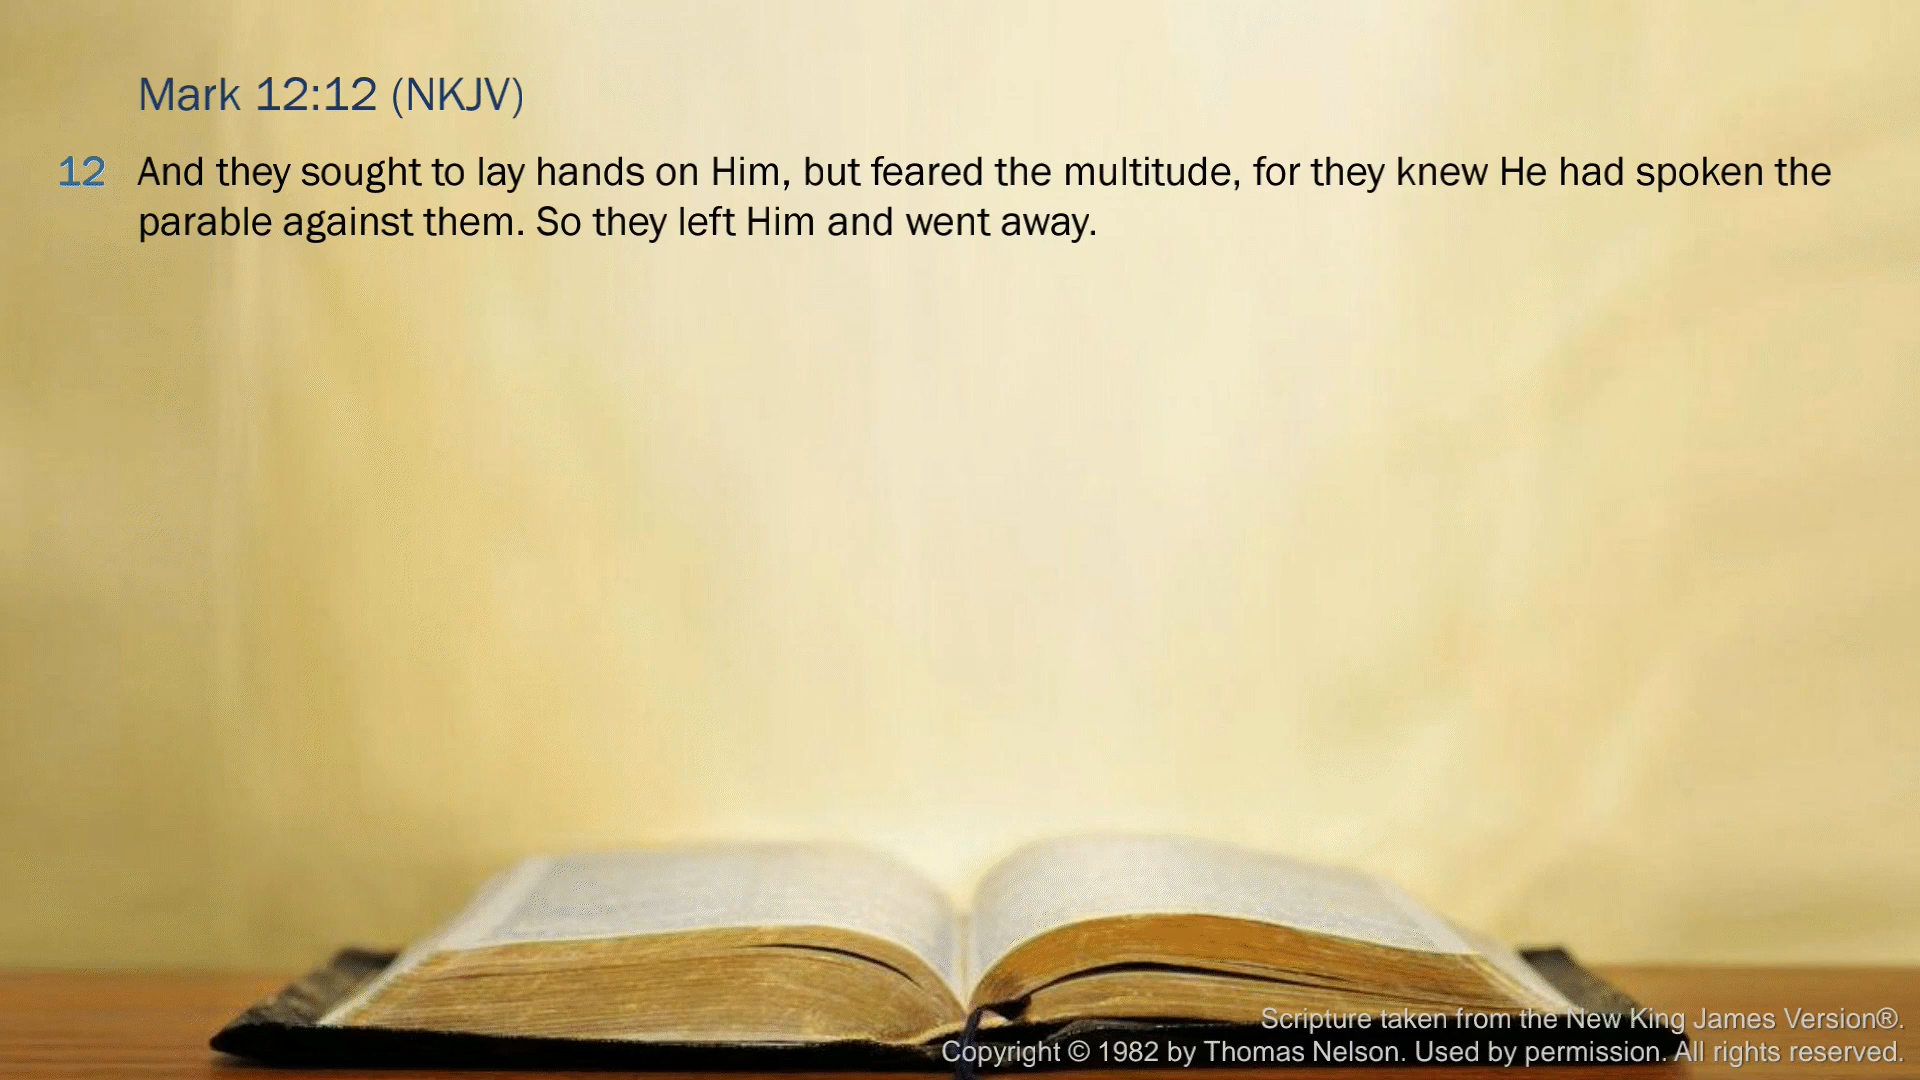 Mark 12:12 (NKJV)
12 And they sought to lay hands on Him, but feared the multitude, for they knew He had spoken the
parable against them. So they left Him and went away.
Scripture taken from the New King James Version®.
Copyright © 1982 by Thomas Nelson. Used by permission. All rights reserved.